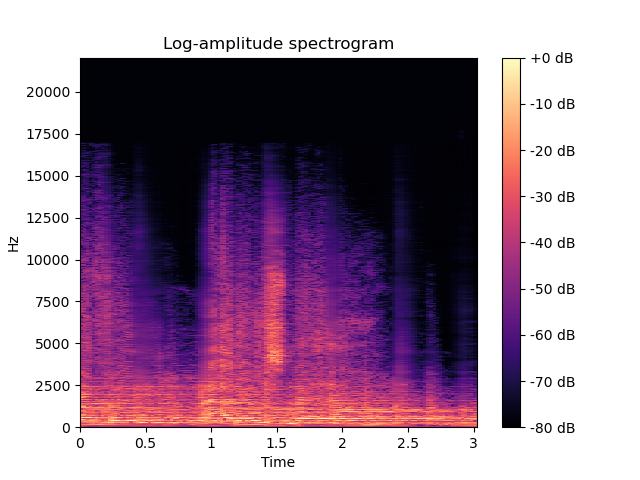 Log-amplitude spectrogram
Hz
20000
17500
15000
12500
10000
7500
5000
2500
0
0 0.5 1 1.5 2 2.5 3
Time
+0 dB
-10 dB
-20 dB
-30 dB
-40 dB
-50 dB
-60 dB
-70 dB
-80 dB